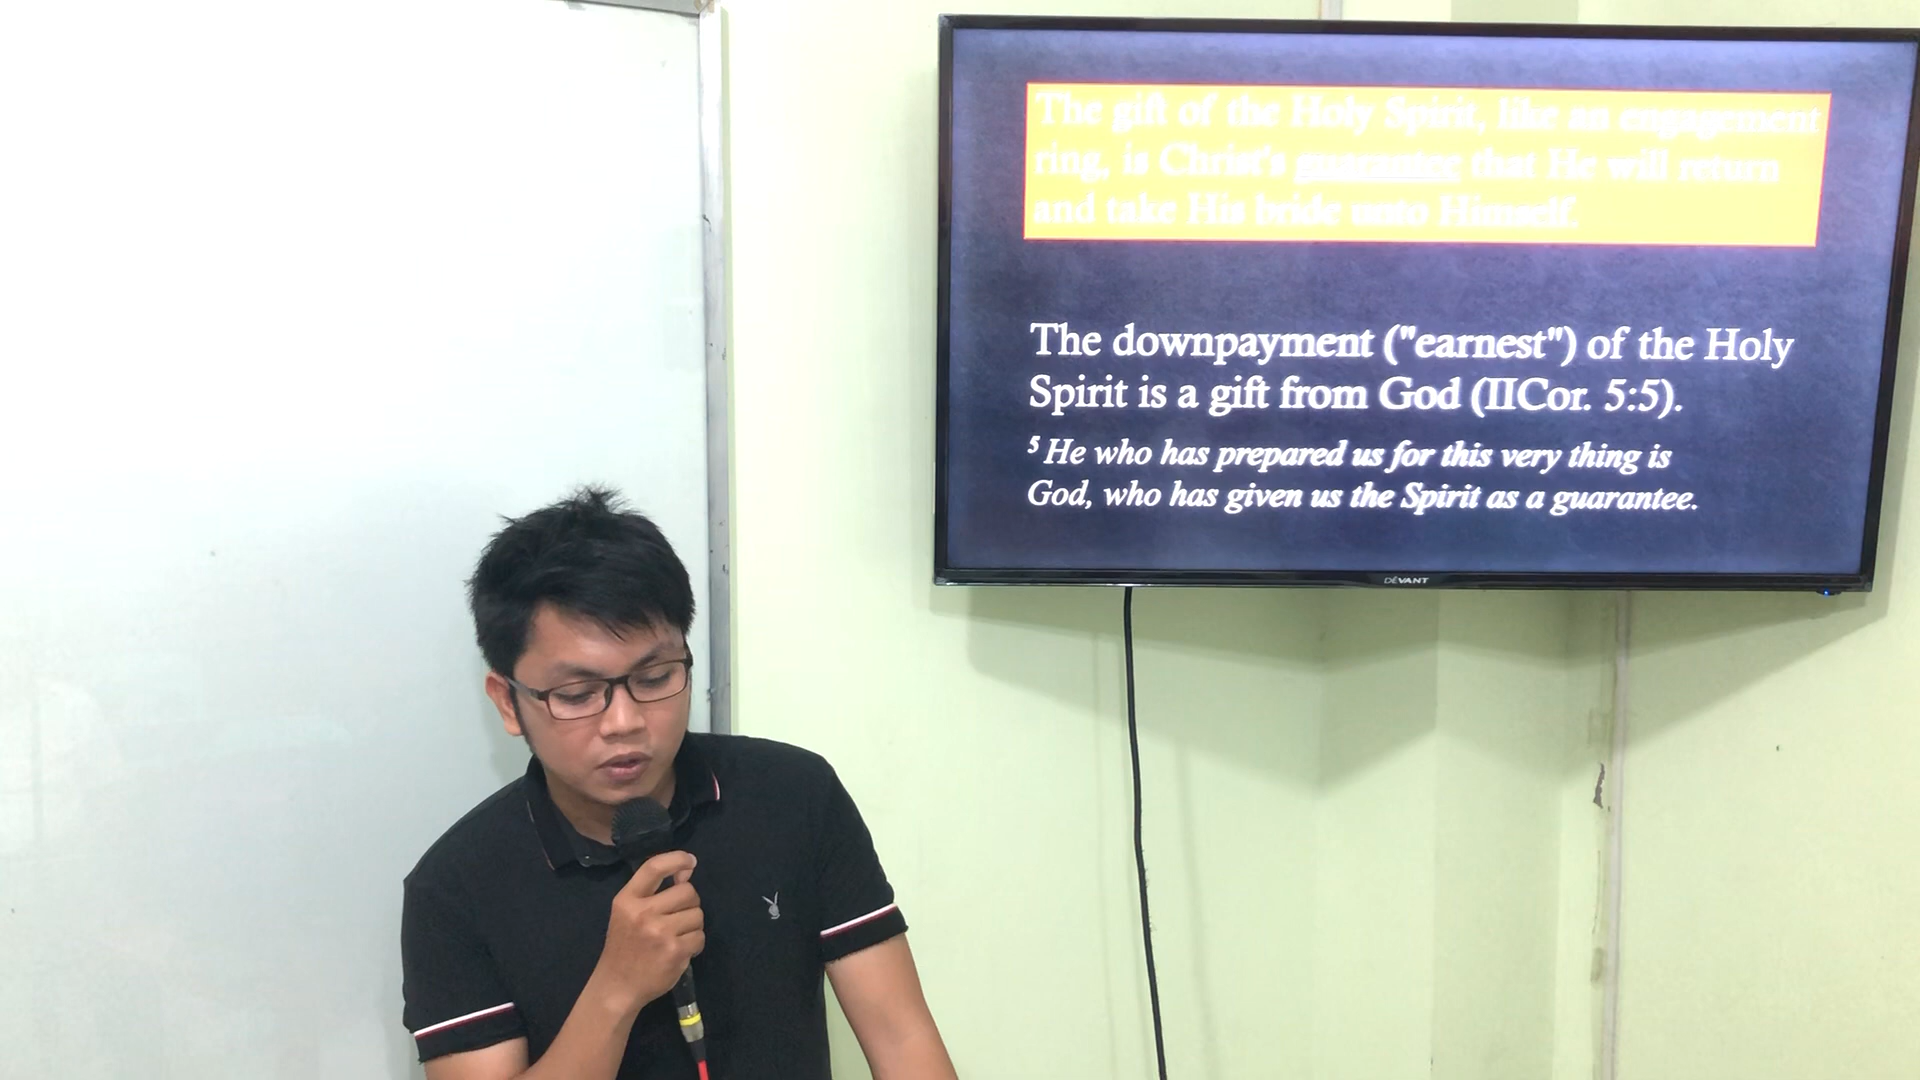 The gift of the Holy Spirit, like an engagement
ring, is Christ's guarantee that He will return
and take His bride unto Himself.
The downpayment ("earnest") of the Holy
Spirit is a gift from God (IICor. 5:5).
5 He who has prepared us for this very thing is
God, who has given us the Spirit as a guarantee.
DEVANT